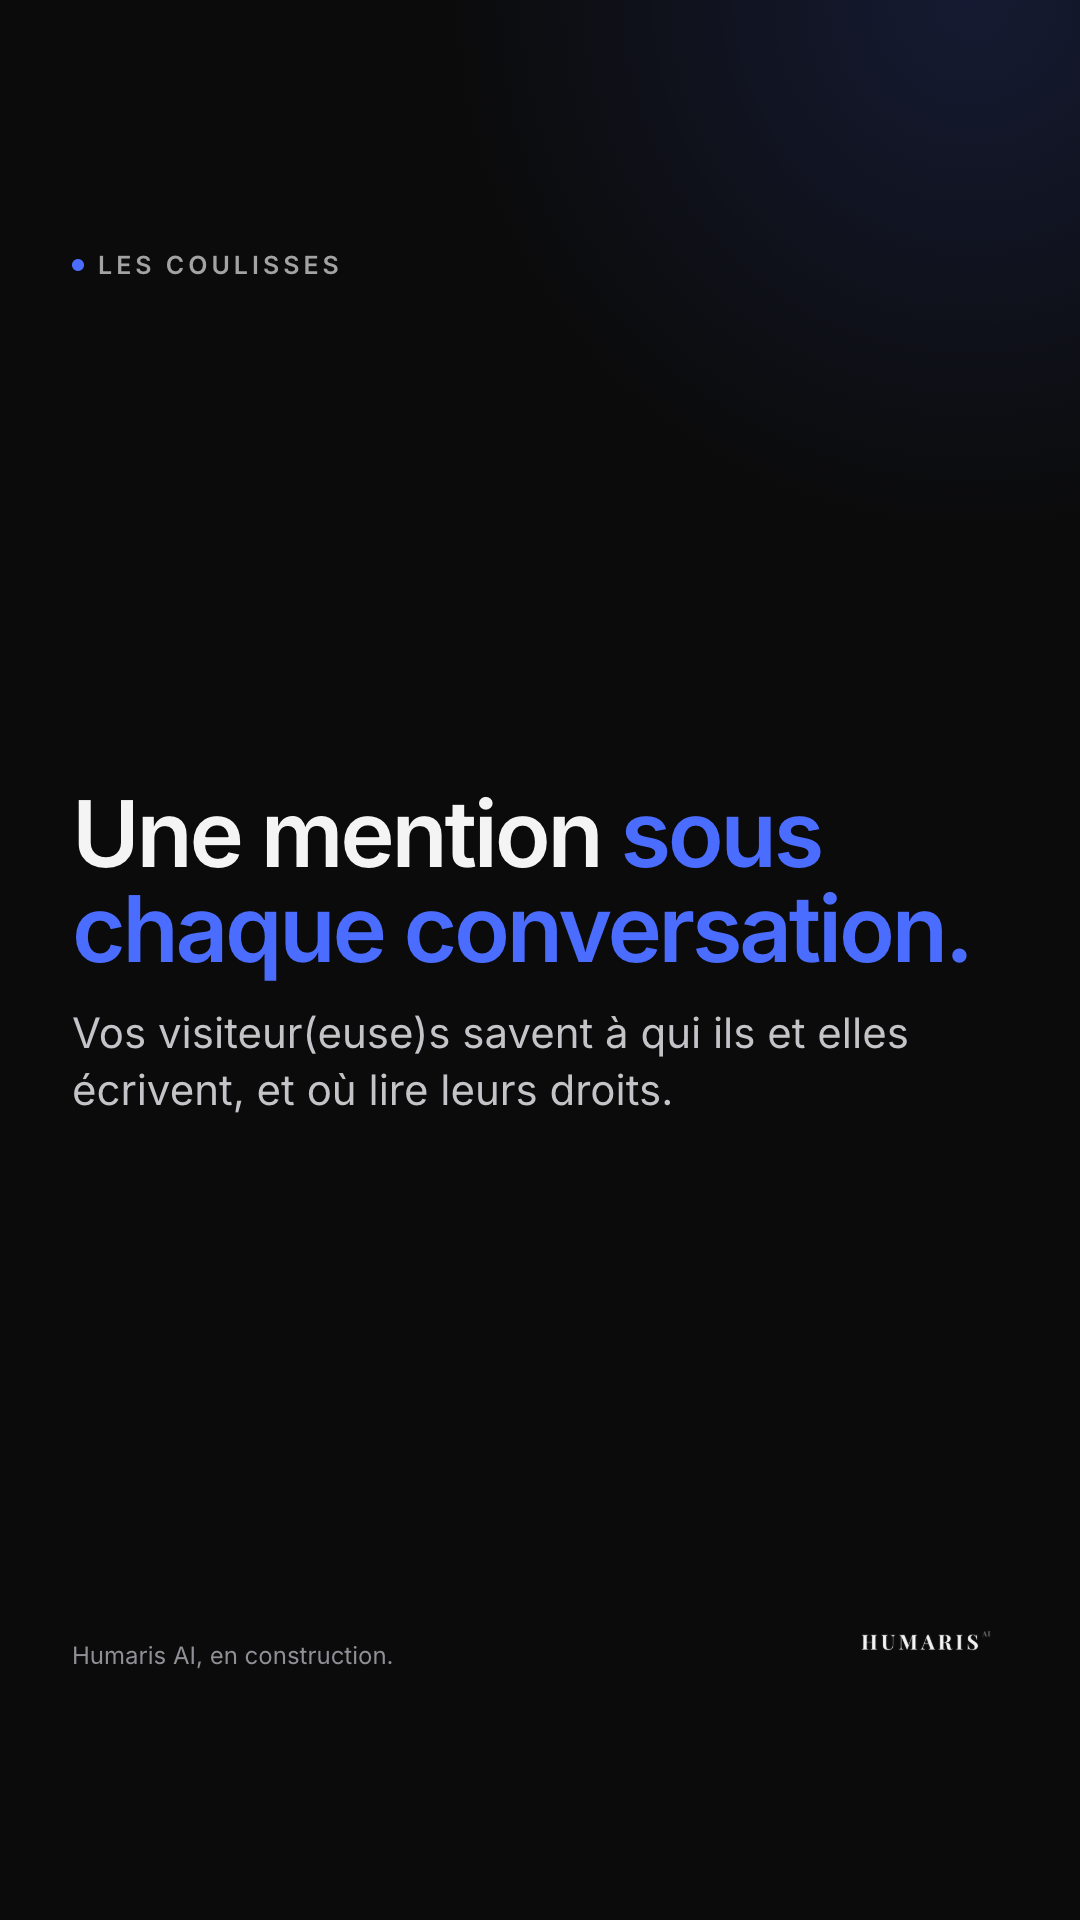 LES COULISSES
Une mention sous
chaque conversation.
Vos visiteur(euse)s savent à qui ils et elles
écrivent, et où lire leurs droits.
Humaris AI, en construction.
HUMARIS AI